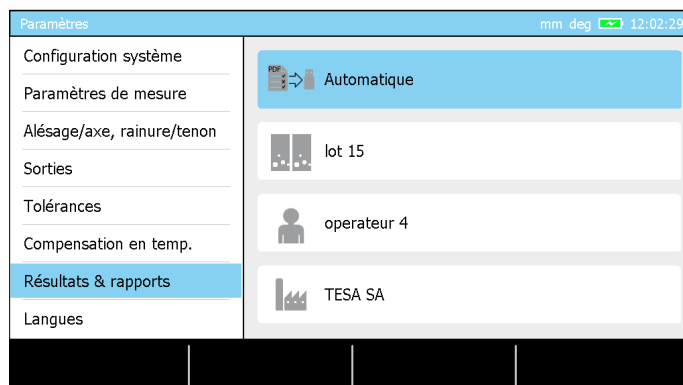 Paramètres
mm deg 12:02:29
Configuration système
Paramètres de mesure
Alésage/axe, rainure/tenon
Sorties
Tolérances
Compensation en temp.
Résultats & rapports
Langues
PDF
Automatique
lot 15
operateur 4
TESA SA